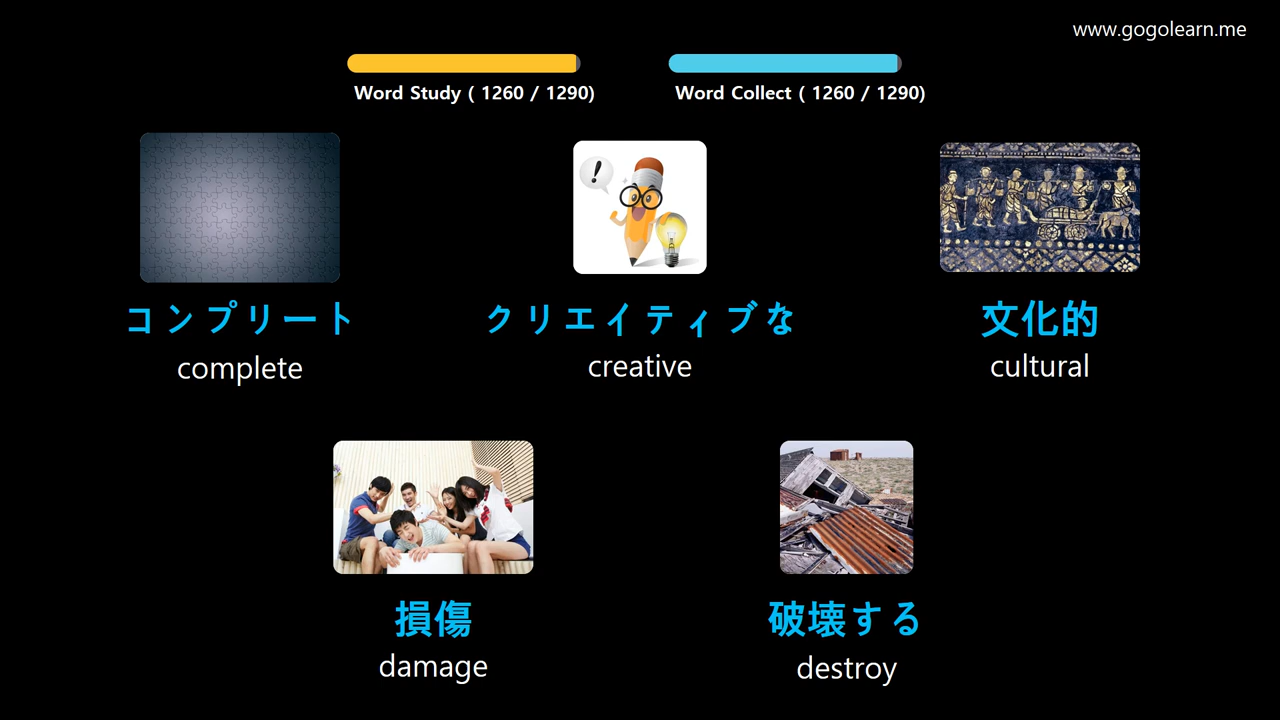 www.gogolearn.me
Word Study ( 1260 / 1290)
Word Collect ( 1260 / 1290)
!
コンプリート
complete
クリエイティブな
creative
文化的
cultural
損傷
damage
破壊する
destroy